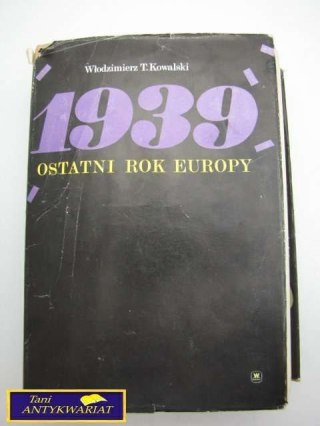 Włodzimierz T. Kowalski
1939
OSTATNI ROK EUROPY
W
Tani
ANTYKWARIAT